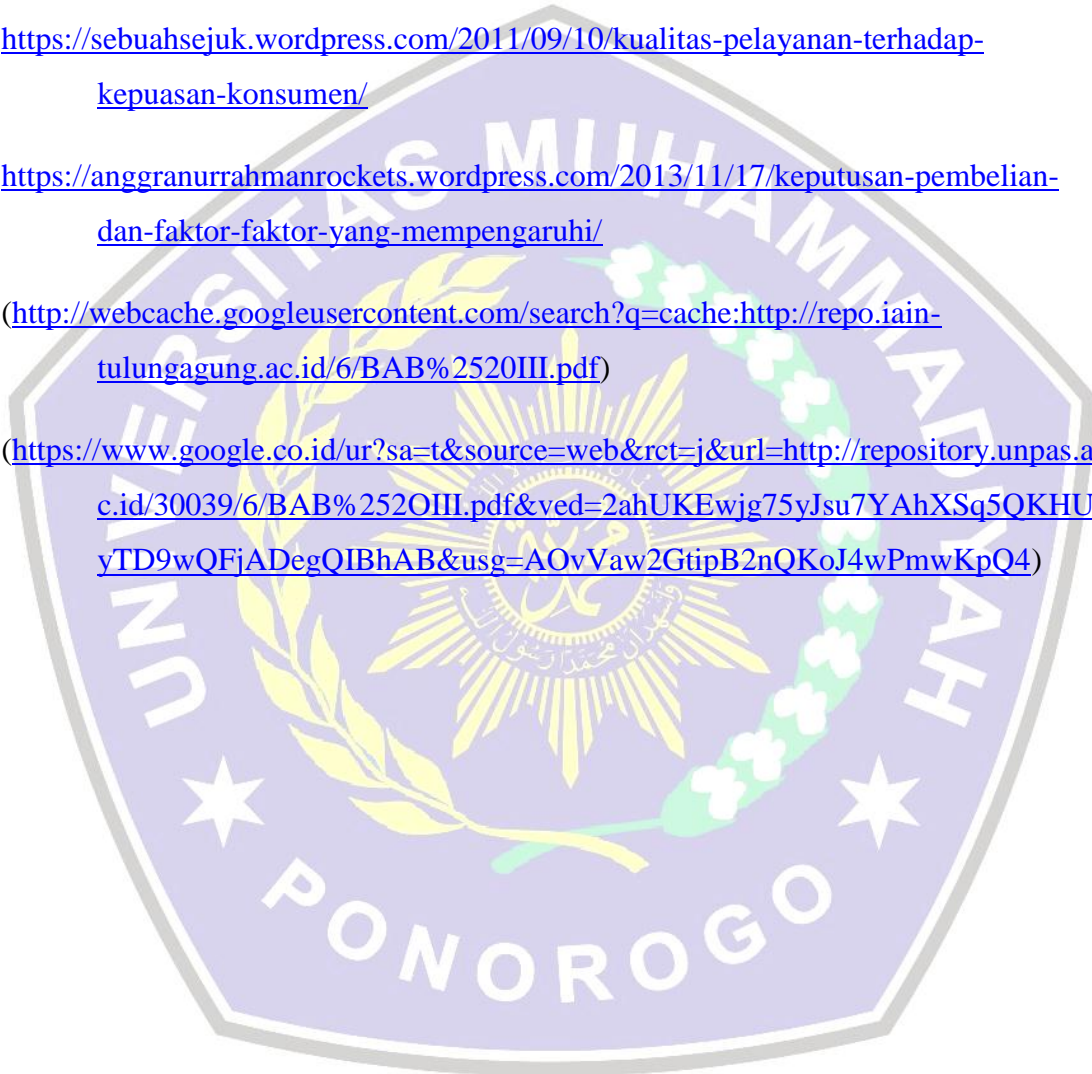 https://sebuahsejuk.wordpress.com/2011/09/10/kualitas-pelayanan-terhadap-
kepuasan-konsumen/
https://anggranurrahmanrockets.wordpress.com/2013/11/17/keputusan-pembelian-
dan-faktor-faktor-yang-mempengaruhi/
(http://webcache.googleusercontent.com/search?q=cache:http://repo.iain-
tulungagung.ac.id/6/BAB%2520III.pdf)
(https://www.google.co.id/ur?sa=t&source=web&rct=j&url=http://repository.unpas.a
c.id/30039/6/BAB%252OIII.pdf&ved=2ahUKEwjg75yJsu7YAhXSq5QKHU
yTD9wQFjADegQIBhAB&usg=AOvVaw2GtipB2nQKoJ4wPmwKpQ4)
UNIVERSITAS MUHAMMADIYAH
محمدية
PONOROGO